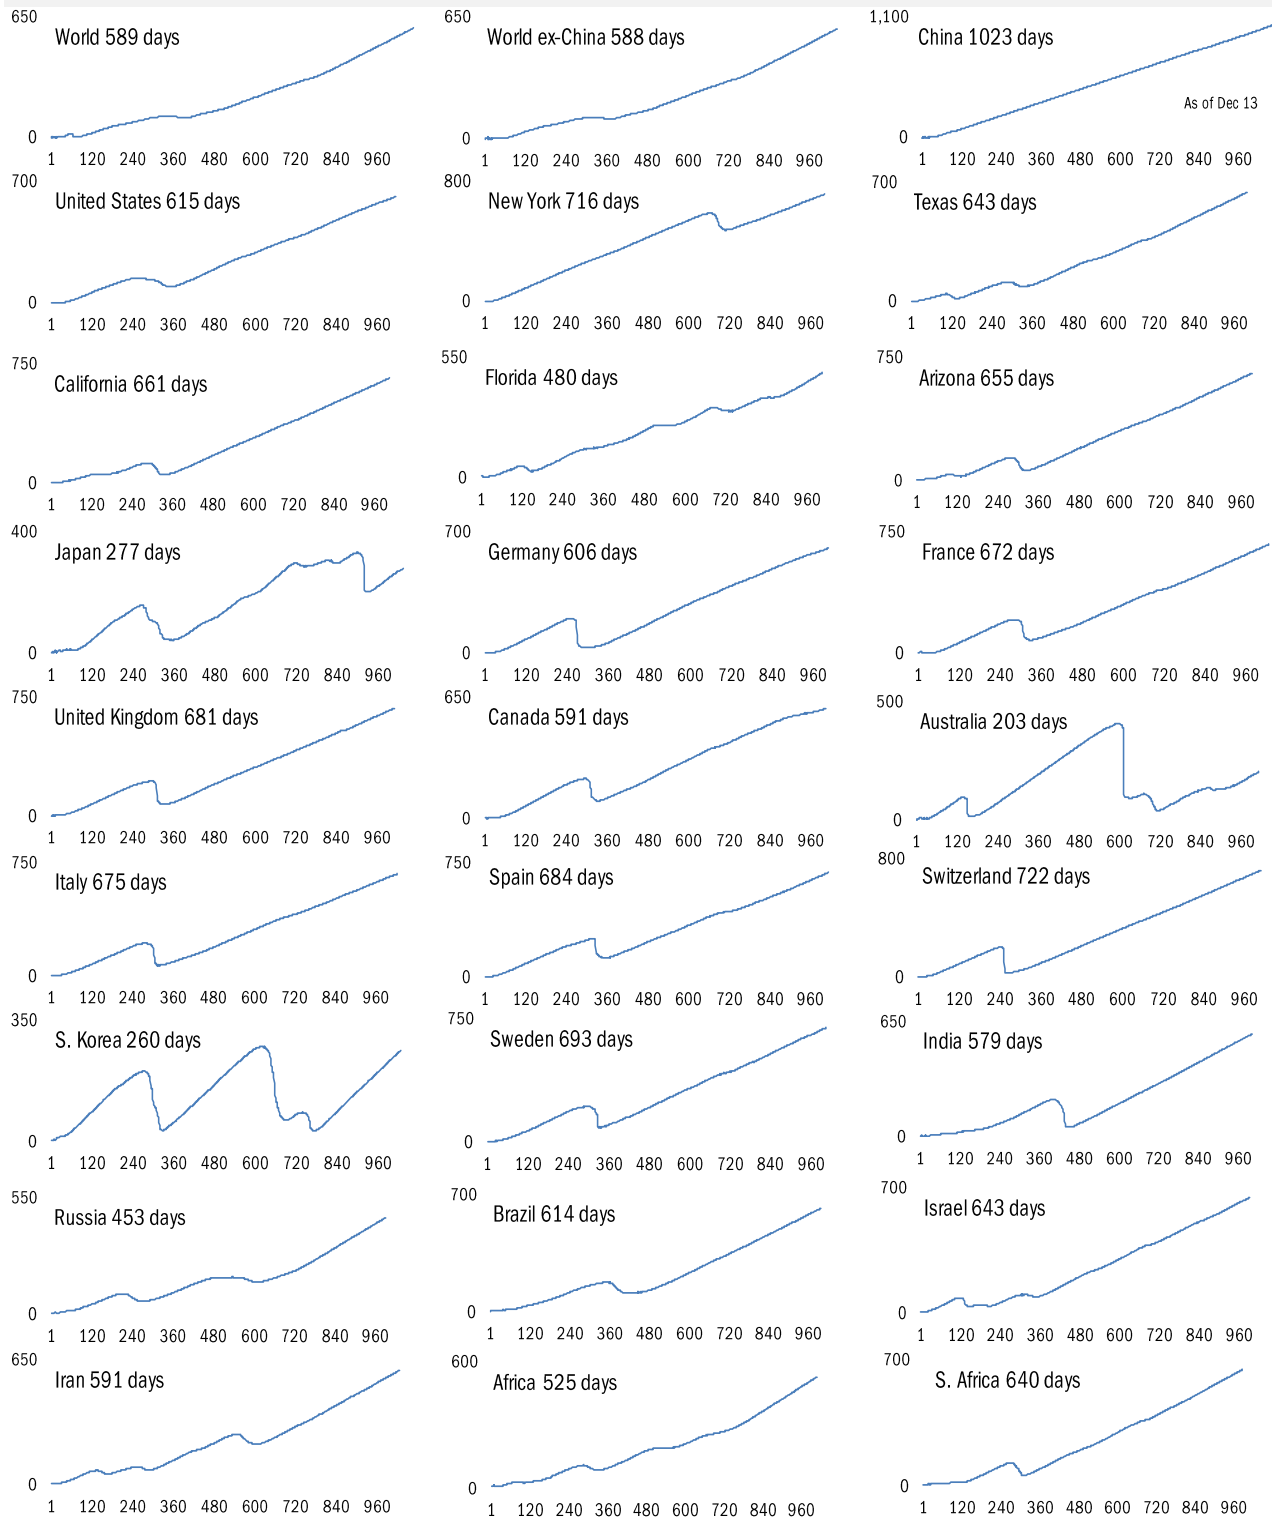 650 650 1,100
World 589 days World ex-China 588 days China 1023 days
As of Dec 13
0 0 0
1 120 240 360 480 600 720 840 960 1 120 240 360 480 600 720 840 960 1 120 240 360 480 600 720 840 960
700 800 700
United States 615 days New York 716 days Texas 643 days
0 0 0
1 120 240 360 480 600 720 840 960 1 120 240 360 480 600 720 840 960 1 120 240 360 480 600 720 840 960
750 550 750
California 661 days Florida 480 days Arizona 655 days
0 0 0
1 120 240 360 480 600 720 840 960 1 120 240 360 480 600 720 840 960 1 120 240 360 480 600 720 840 960
400 700 750
Japan 277 days Germany 606 days France 672 days
0 0 0
1 120 240 360 480 600 720 840 960 1 120 240 360 480 600 720 840 960 1 120 240 360 480 600 720 840 960
750 650 500
United Kingdom 681 days Canada 591 days Australia 203 days
0 0 0
1 120 240 360 480 600 720 840 960 1 120 240 360 480 600 720 840 960 1 120 240 360 480 600 720 840 960
750 750 800
Italy 675 days Spain 684 days Switzerland 722 days
0 0 0
1 120 240 360 480 600 720 840 960 1 120 240 360 480 600 720 840 960 1 120 240 360 480 600 720 840 960
350 750 650
S. Korea 260 days Sweden 693 days India 579 days
0 0 0
1 120 240 360 480 600 720 840 960 1 120 240 360 480 600 720 840 960 1 120 240 360 480 600 720 840 960
550 700 700
Russia 453 days Brazil 614 days Israel 643 days
0 0 0
1 120 240 360 480 600 720 840 960 1 120 240 360 480 600 720 840 960 1 120 240 360 480 600 720 840 960
650 600 700
Iran 591 days Africa 525 days S. Africa 640 days
0 0 0
1 120 240 360 480 600 720 840 960 1 120 240 360 480 600 720 840 960 1 120 240 360 480 600 720 840 960